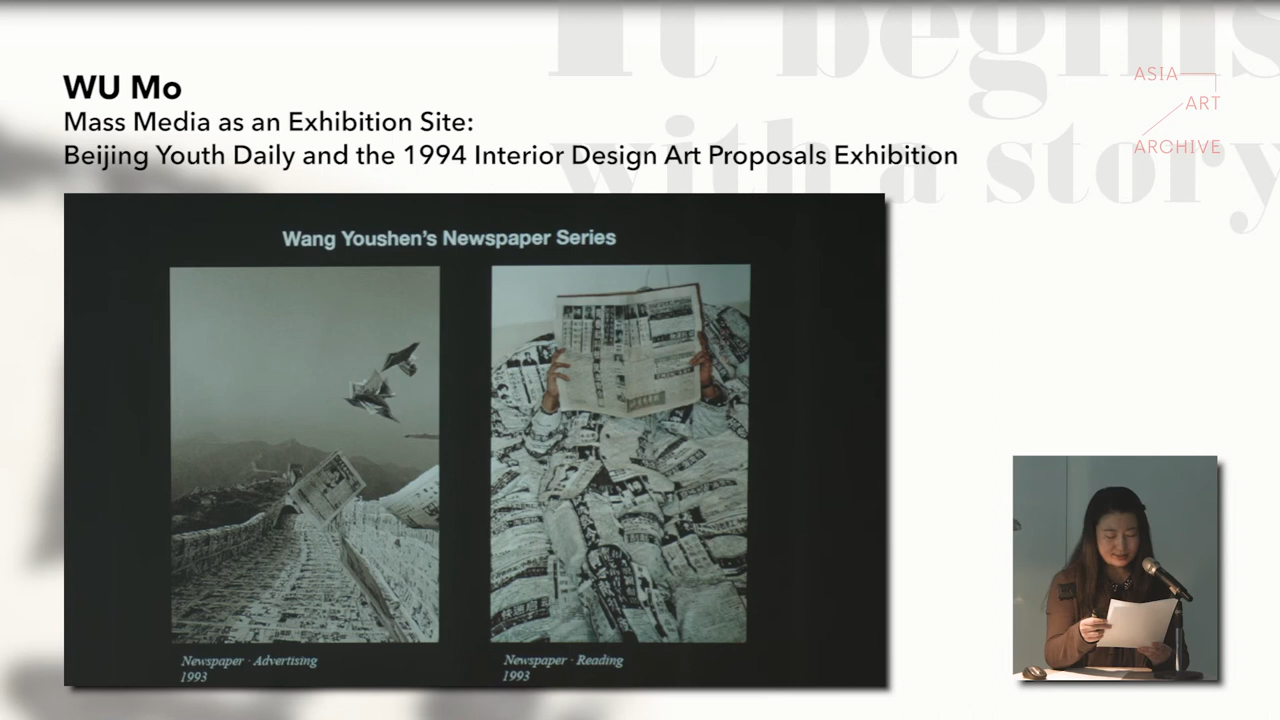 It begins
with a story
ASIA
ART
ARCHIVE
WU Mo
Mass Media as an Exhibition Site:
Beijing Youth Daily and the 1994 Interior Design Art Proposals Exhibition
Wang Youshen's Newspaper Series
Newspaper · Advertising
1993
Newspaper · Reading
1993